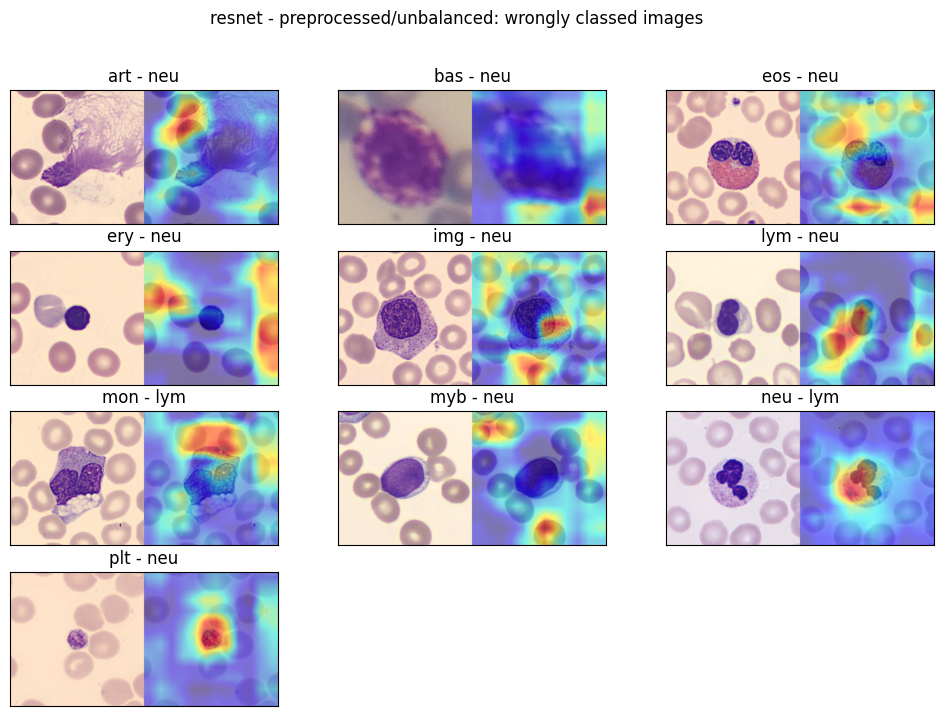 resnet - preprocessed/unbalanced: wrongly classed images
art - neu
bas - neu
eos - neu
ery - neu
img - neu
lym - neu
mon - lym
myb - neu
neu - lym
plt - neu